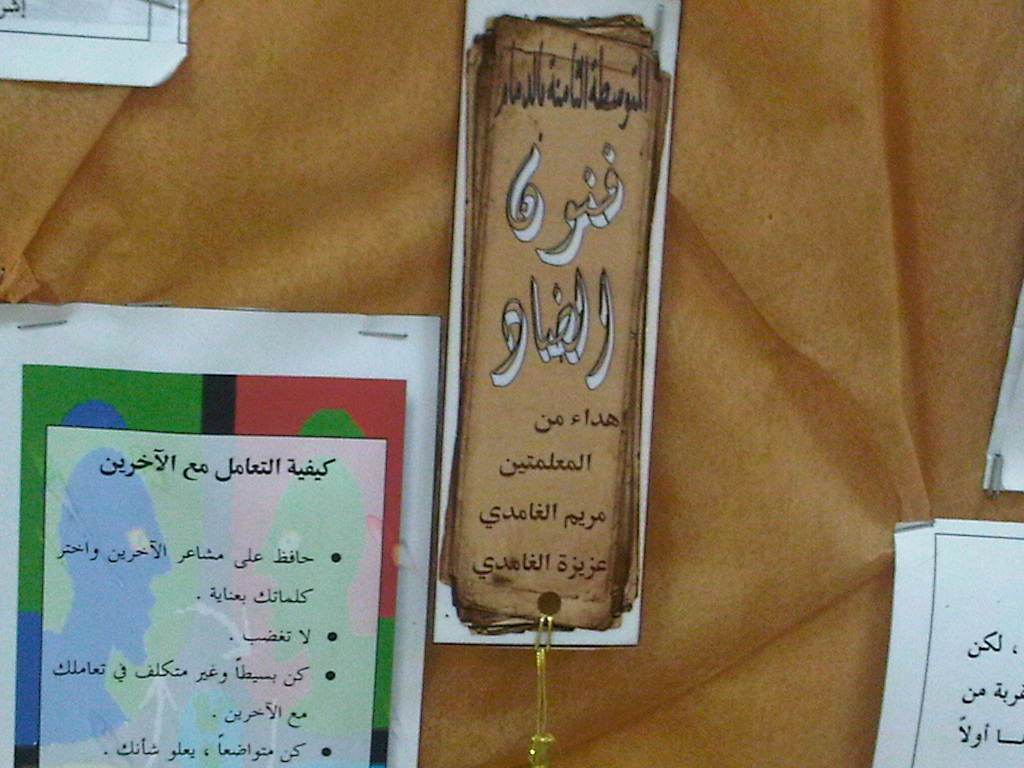 المتوسطة الثامنة بالدمام
فنون
الضاد
هداء من
المعلمتين
مريم الغامدي
عزيزة الغامدي
كيفية التعامل مع الآخرين
• حافظ على مشاعر الآخرين واختر
كلماتك بعناية .
• لا تغضب .
• كن بسيطاً وغير متكلف في تعاملك
مع الآخرين .
• كن متواضعاً ، يعلو شأنك .
، لكن
من
أولاً